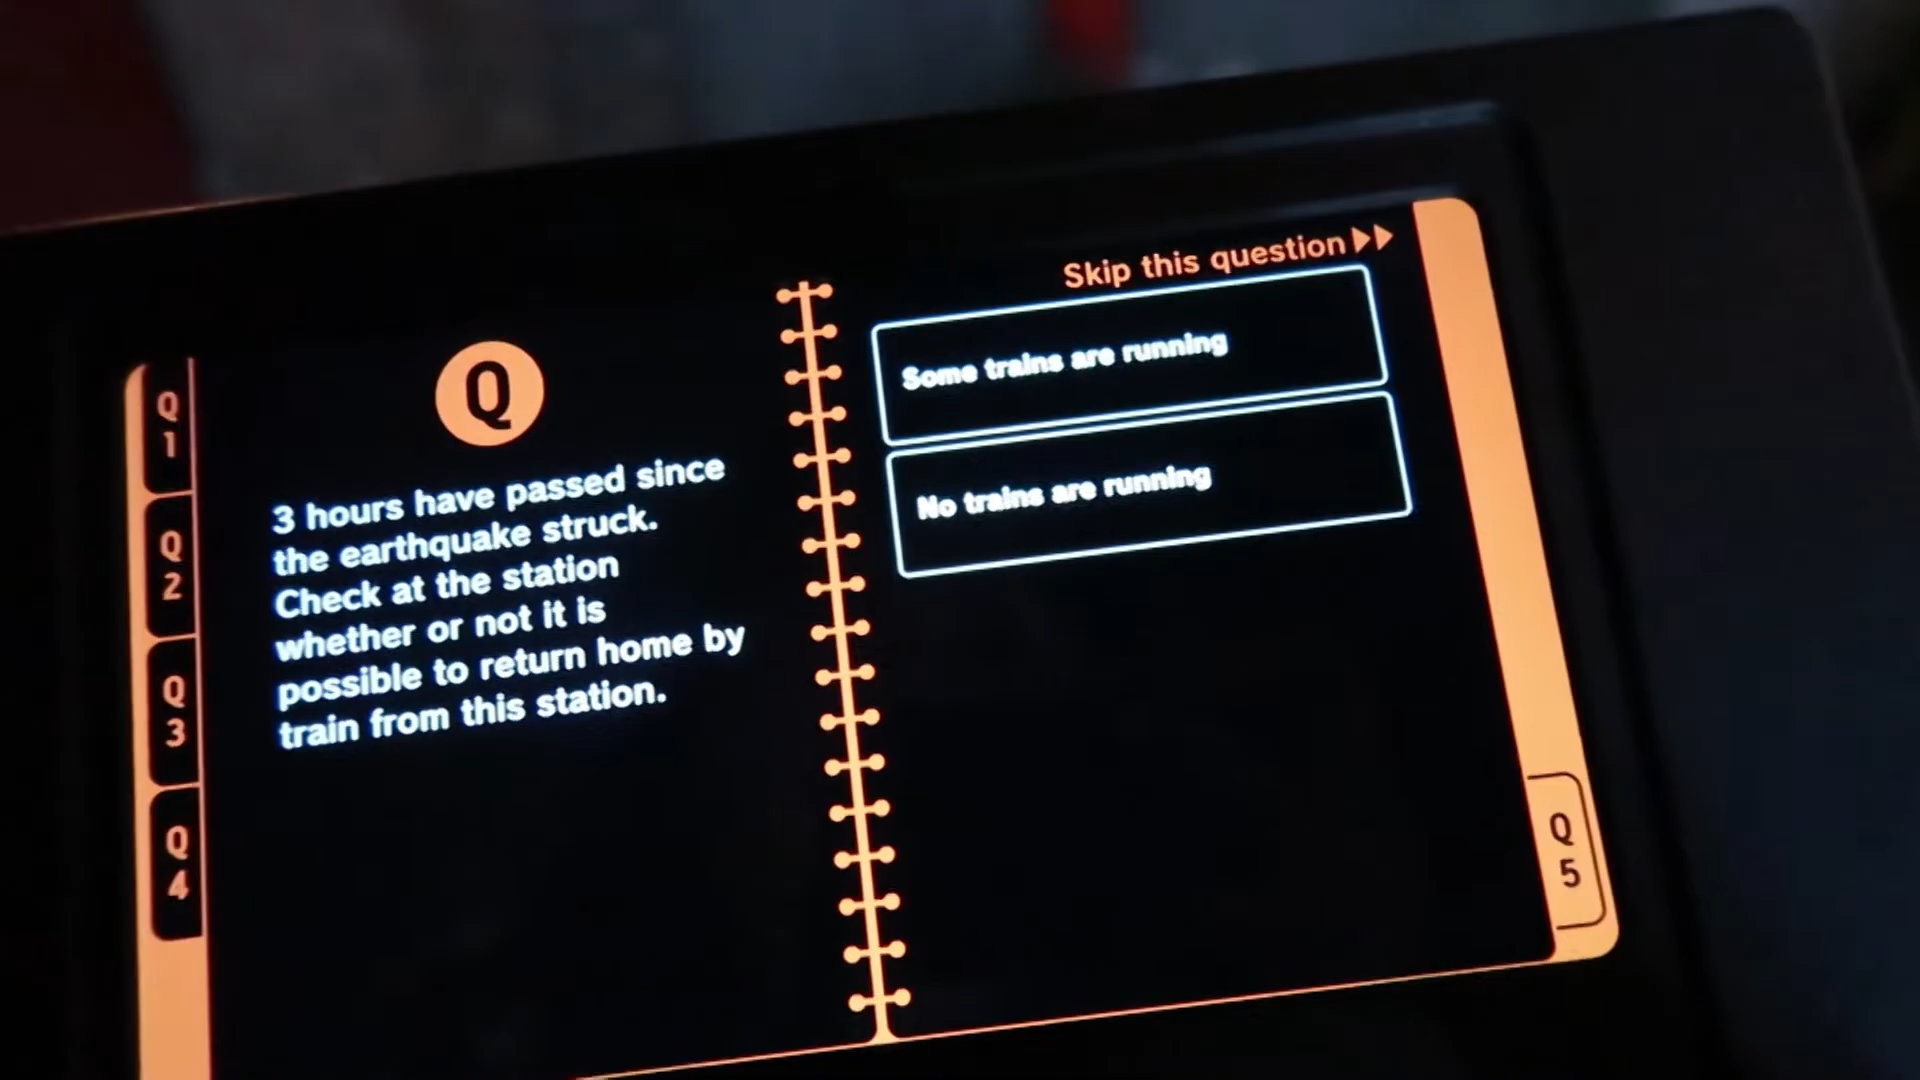 Q
1
Q
2
Q
3
Q
4
Q
3 hours have passed since
the earthquake struck.
Check at the station
whether or not it is
possible to return home by
train from this station.
Skip this question
Some trains are running
No trains are running
Q
5